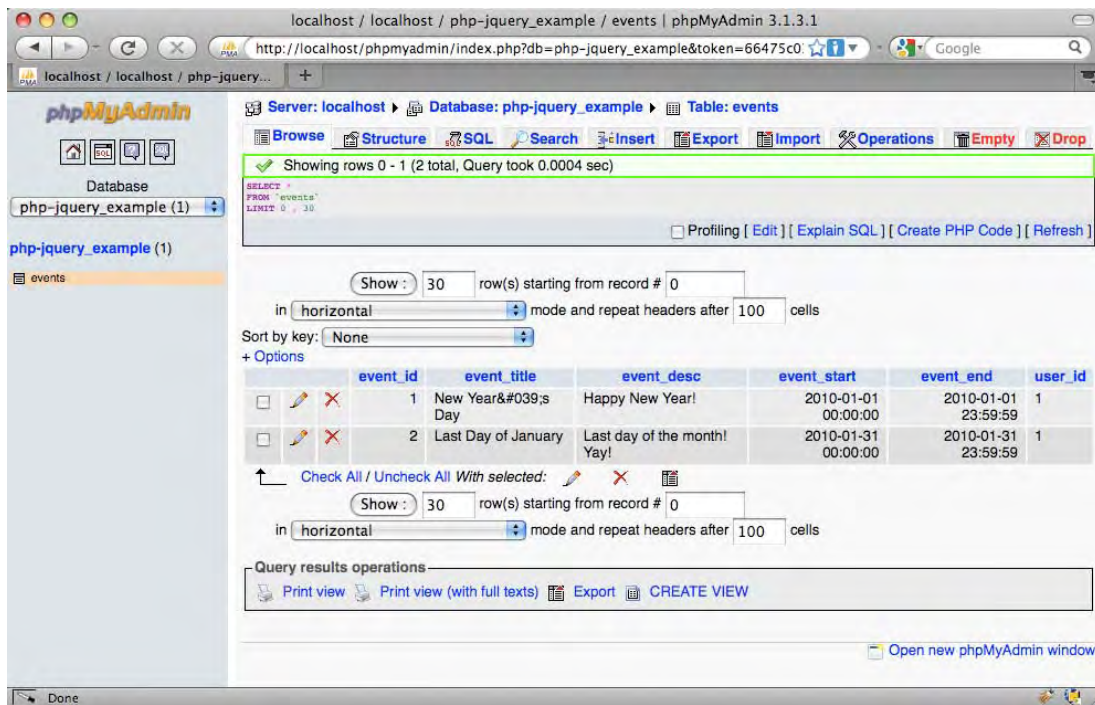 localhost / localhost / php-jquery_example / events | phpMyAdmin 3.1.3.1
http://localhost/phpmyadmin/index.php?db=php-jquery_example&token=66475c0
Google
localhost / localhost / php-jquery...
phpMyAdmin
Database
php-jquery_example (1)
php-jquery_example (1)
events
Server: localhost Database: php-jquery_example Table: events
Browse Structure SQL Search Insert Export Import Operations Empty Drop
Showing rows 0 - 1 (2 total, Query took 0.0004 sec)
SELECT *
FROM `events`
LIMIT 0 , 30
Profiling [ Edit ] [ Explain SQL ] [ Create PHP Code ] [ Refresh ]
Show : 30 row(s) starting from record # 0
in horizontal mode and repeat headers after 100 cells
Sort by key: None
+ Options
event_id event_title event_desc event_start event_end user_id
1 New Year&#039;s Day Happy New Year! 2010-01-01 00:00:00 2010-01-01 23:59:59 1
2 Last Day of January Last day of the month! Yay! 2010-01-31 00:00:00 2010-01-31 23:59:59 1
Check All / Uncheck All With selected:
Show : 30 row(s) starting from record # 0
in horizontal mode and repeat headers after 100 cells
Query results operations
Print view Print view (with full texts) Export CREATE VIEW
Open new phpMyAdmin window
Done